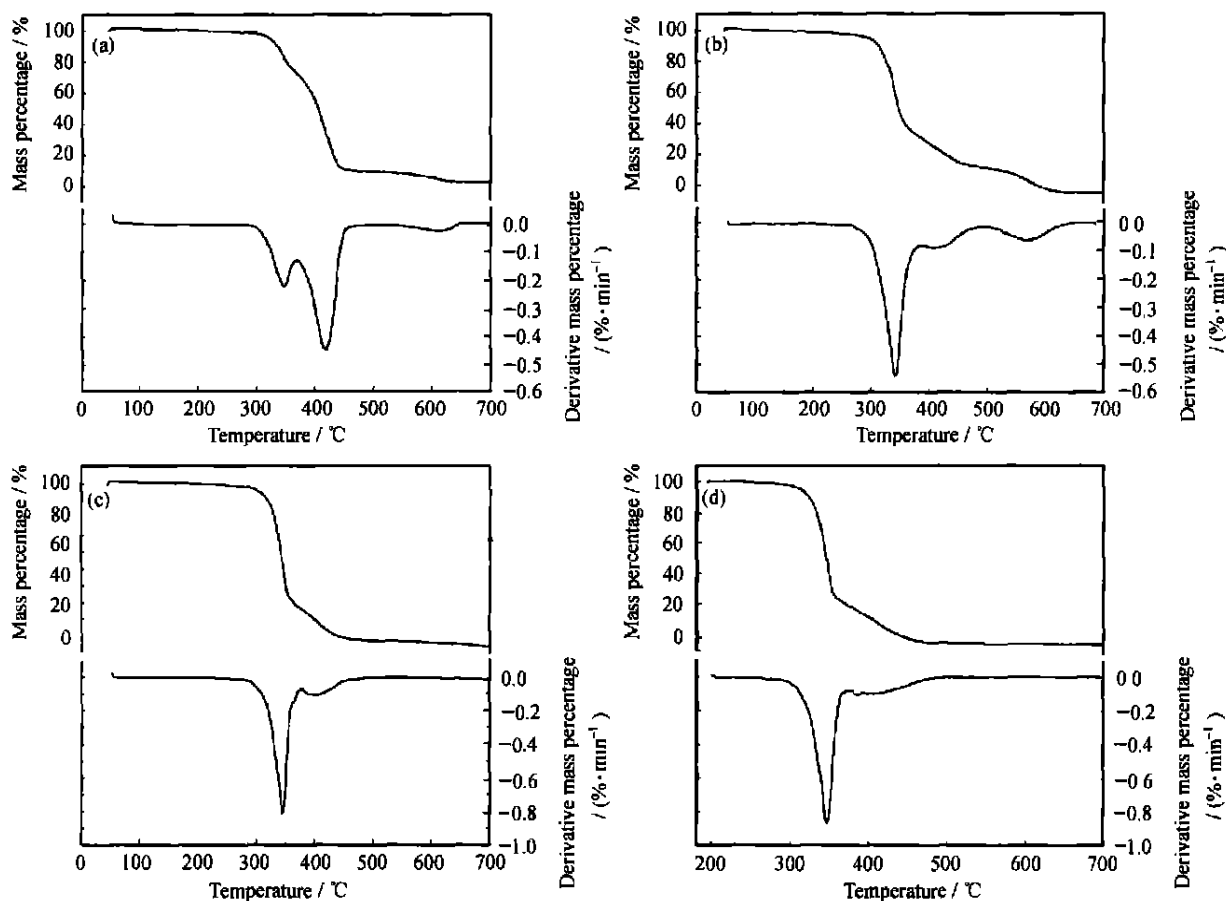 (a)
100
80
60
40
20
0
Mass percentage / %
0.0
−0.1
−0.2
−0.3
−0.4
−0.5
−0.6
Derivative mass percentage
/ (%·min⁻¹)
0 100 200 300 400 500 600 700
Temperature / ℃
(b)
100
80
60
40
20
0
Mass percentage / %
0.0
−0.1
−0.2
−0.3
−0.4
−0.5
−0.6
Derivative mass percentage
/ (%·min⁻¹)
0 100 200 300 400 500 600 700
Temperature / ℃
(c)
100
80
60
40
20
0
Mass percentage / %
0.0
−0.2
−0.4
−0.6
−0.8
−1.0
Derivative mass percentage
/ (%·min⁻¹)
0 100 200 300 400 500 600 700
Temperature / ℃
(d)
100
80
60
40
20
0
Mass percentage / %
0.0
−0.2
−0.4
−0.6
−0.8
−1.0
Derivative mass percentage
/ (%·min⁻¹)
200 300 400 500 600 700
Temperature / ℃